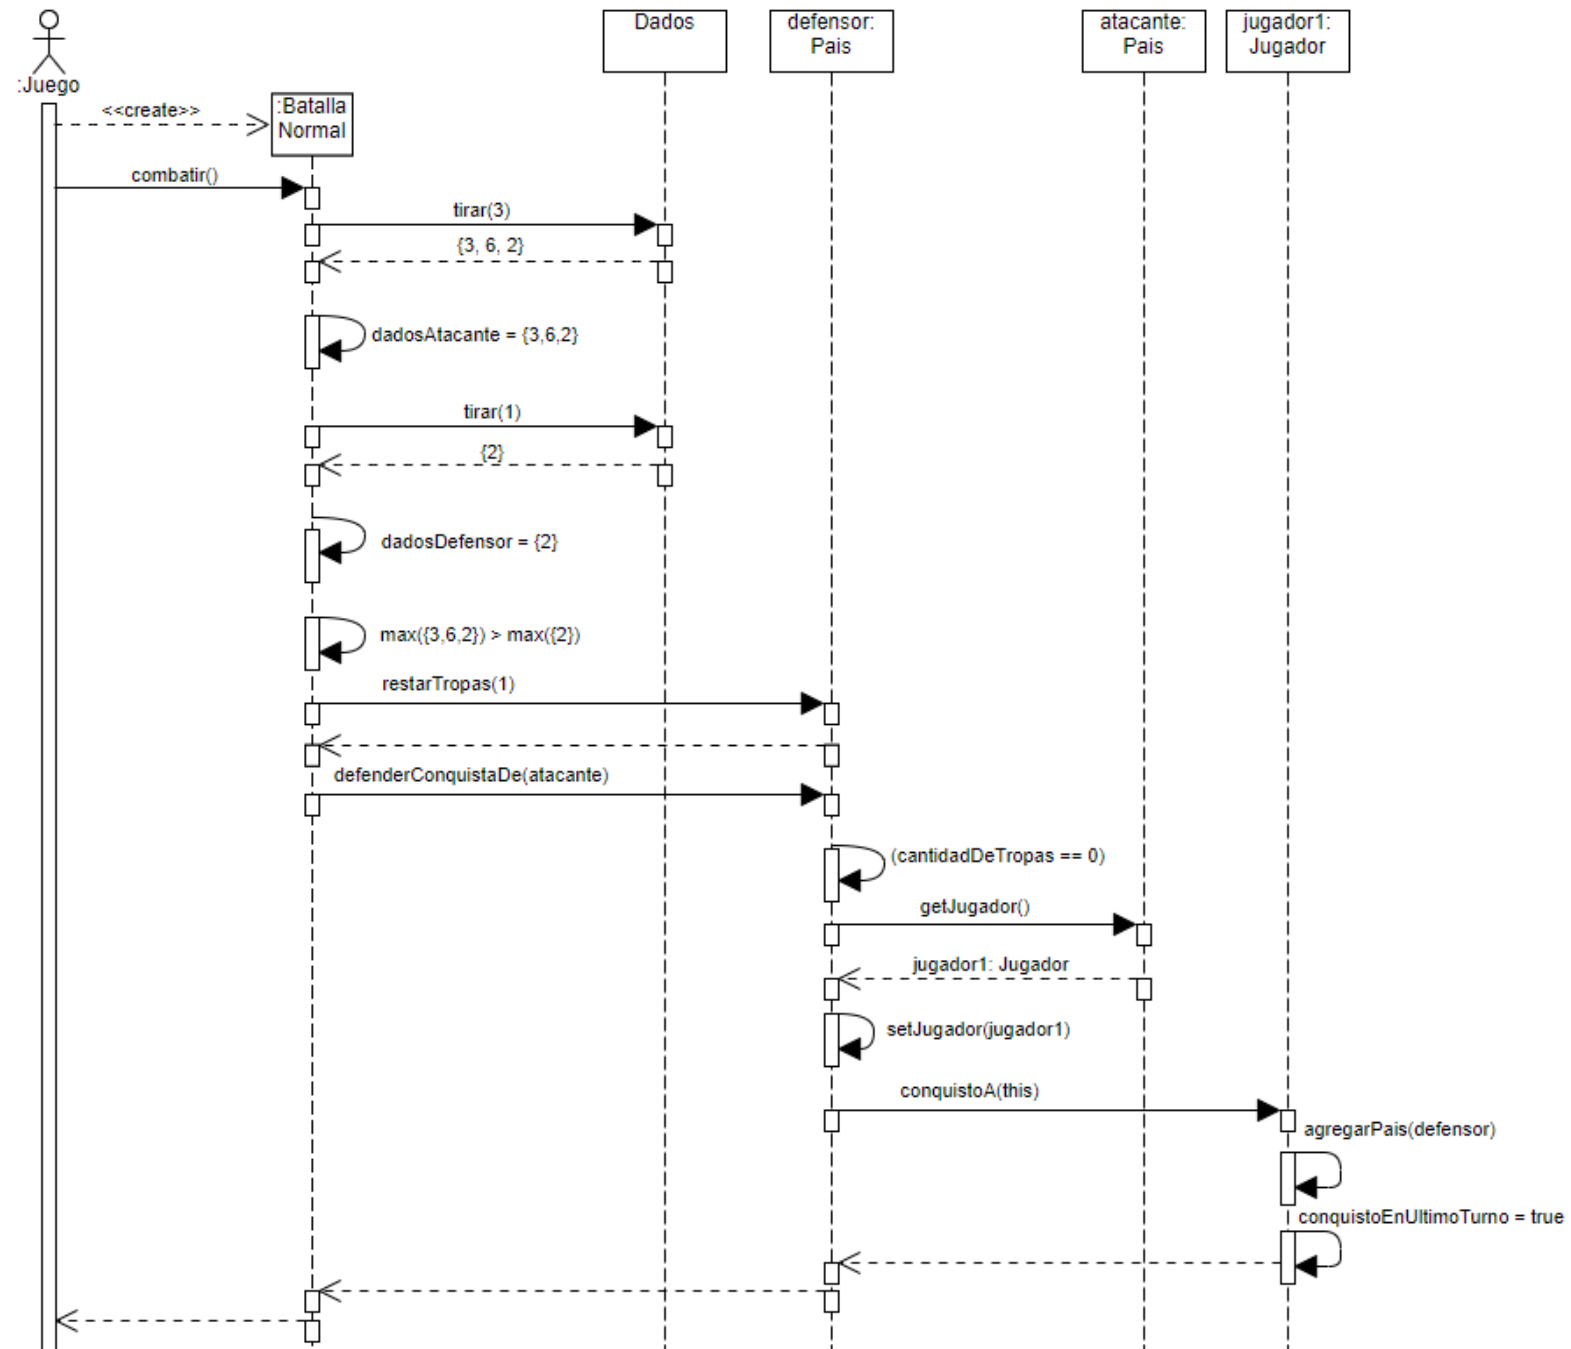 Dados
defensor:
Pais
atacante:
Pais
jugador1:
Jugador
:Juego
<<create>>
:Batalla
Normal
combatir()
tirar(3)
{3, 6, 2}
dadosAtacante = {3,6,2}
tirar(1)
{2}
dadosDefensor = {2}
max({3,6,2}) > max({2})
restarTropas(1)
defenderConquistaDe(atacante)
(cantidadDeTropas == 0)
getJugador()
jugador1: Jugador
setJugador(jugador1)
conquistoA(this)
agregarPais(defensor)
conquistoEnUltimoTurno = true